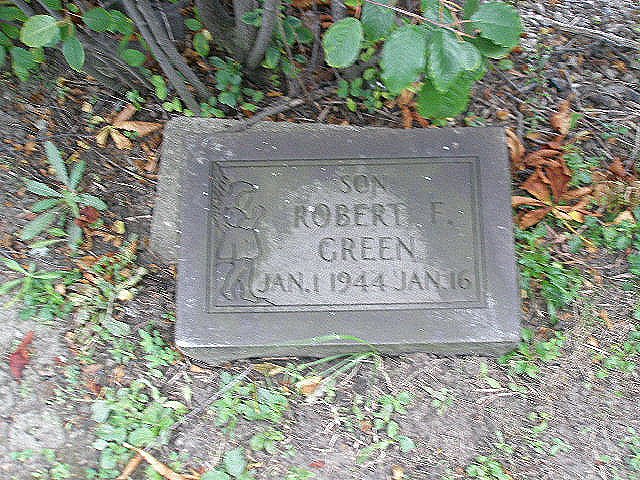 SON
ROBERT F.
GREEN
JAN. 1 1944 JAN. 16